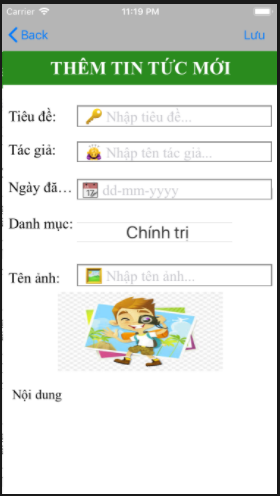 Carrier 11:19 PM
Back Lưu
THÊM TIN TỨC MỚI
Tiêu đề: Nhập tiêu đề...
Tác giả: Nhập tên tác giả...
Ngày đă... dd-mm-yyyy
Danh mục: Chính trị
Tên ảnh: Nhập tên ảnh...
Nội dung